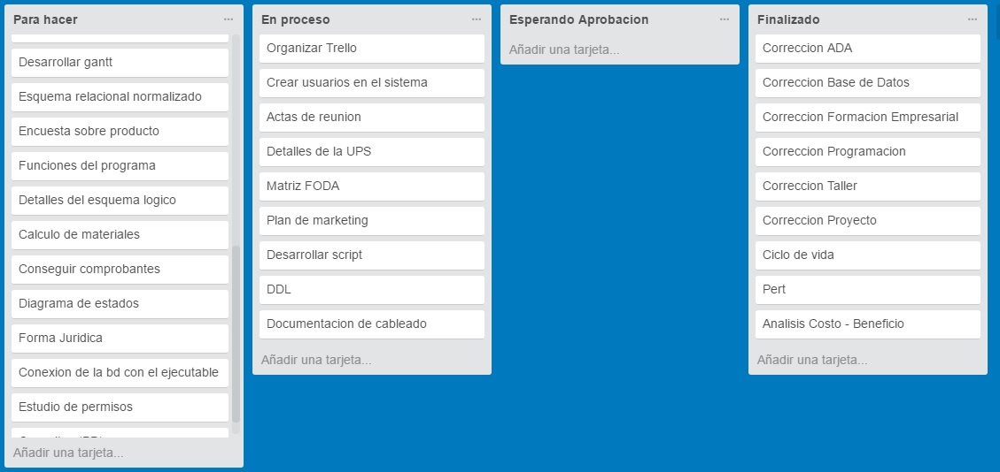 Para hacer
Desarrollar gantt
Esquema relacional normalizado
Encuesta sobre producto
Funciones del programa
Detalles del esquema logico
Calculo de materiales
Conseguir comprobantes
Diagrama de estados
Forma Juridica
Conexion de la bd con el ejecutable
Estudio de permisos
Añadir una tarjeta...
En proceso
Organizar Trello
Crear usuarios en el sistema
Actas de reunion
Detalles de la UPS
Matriz FODA
Plan de marketing
Desarrollar script
DDL
Documentacion de cableado
Añadir una tarjeta...
Esperando Aprobacion
Añadir una tarjeta...
Finalizado
Correccion ADA
Correccion Base de Datos
Correccion Formacion Empresarial
Correccion Programacion
Correccion Taller
Correccion Proyecto
Ciclo de vida
Pert
Analisis Costo - Beneficio
Añadir una tarjeta...